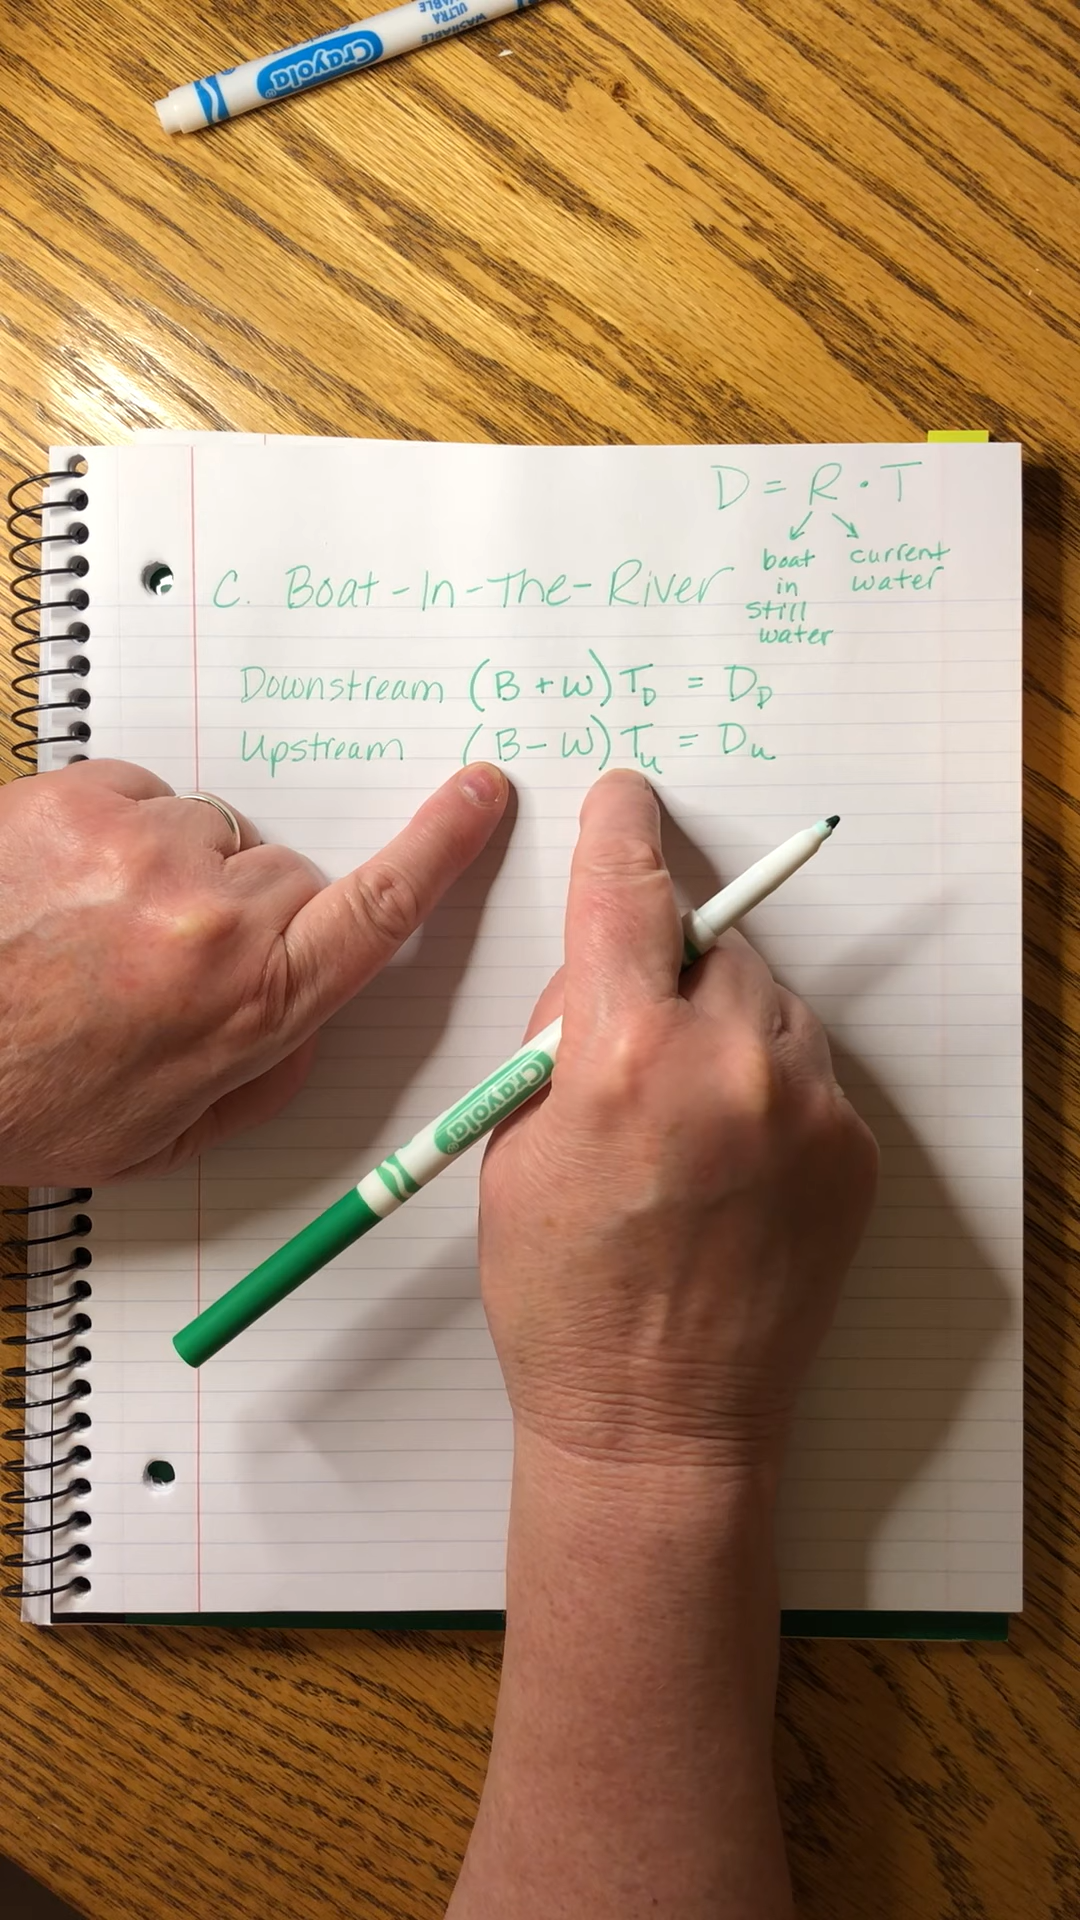 Crayola
ULTRA
WASHABLE
D = R · T
boat in still water
current water
C. Boat-In-The-River
Downstream (B + W) T_D = D_D
Upstream (B - W) T_u = D_u
Crayola